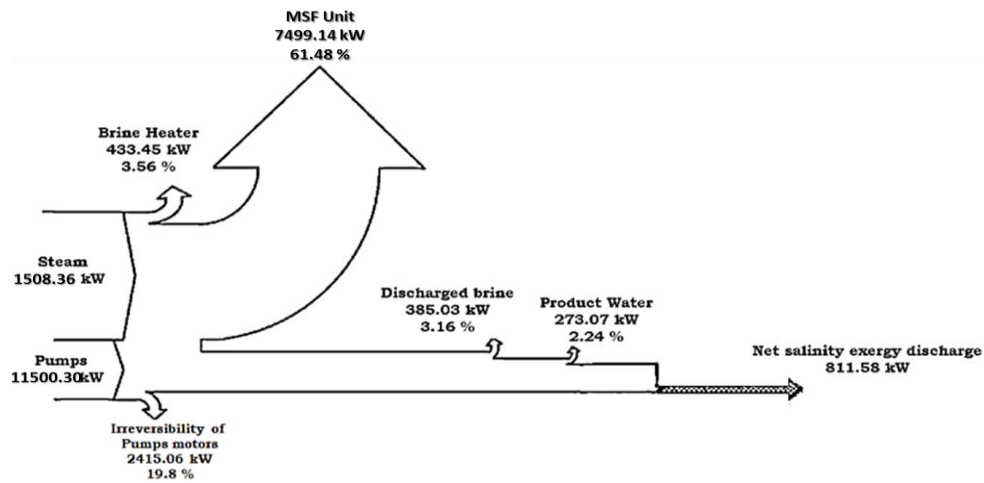 MSF Unit
7499.14 kW
61.48 %
Brine Heater
433.45 kW
3.56 %
Steam
1508.36 kW
Discharged brine
385.03 kW
3.16 %
Product Water
273.07 kW
2.24 %
Net salinity exergy discharge
811.58 kW
Pumps
11500.30kW
Irreversibility of
Pumps motors
2415.06 kW
19.8 %